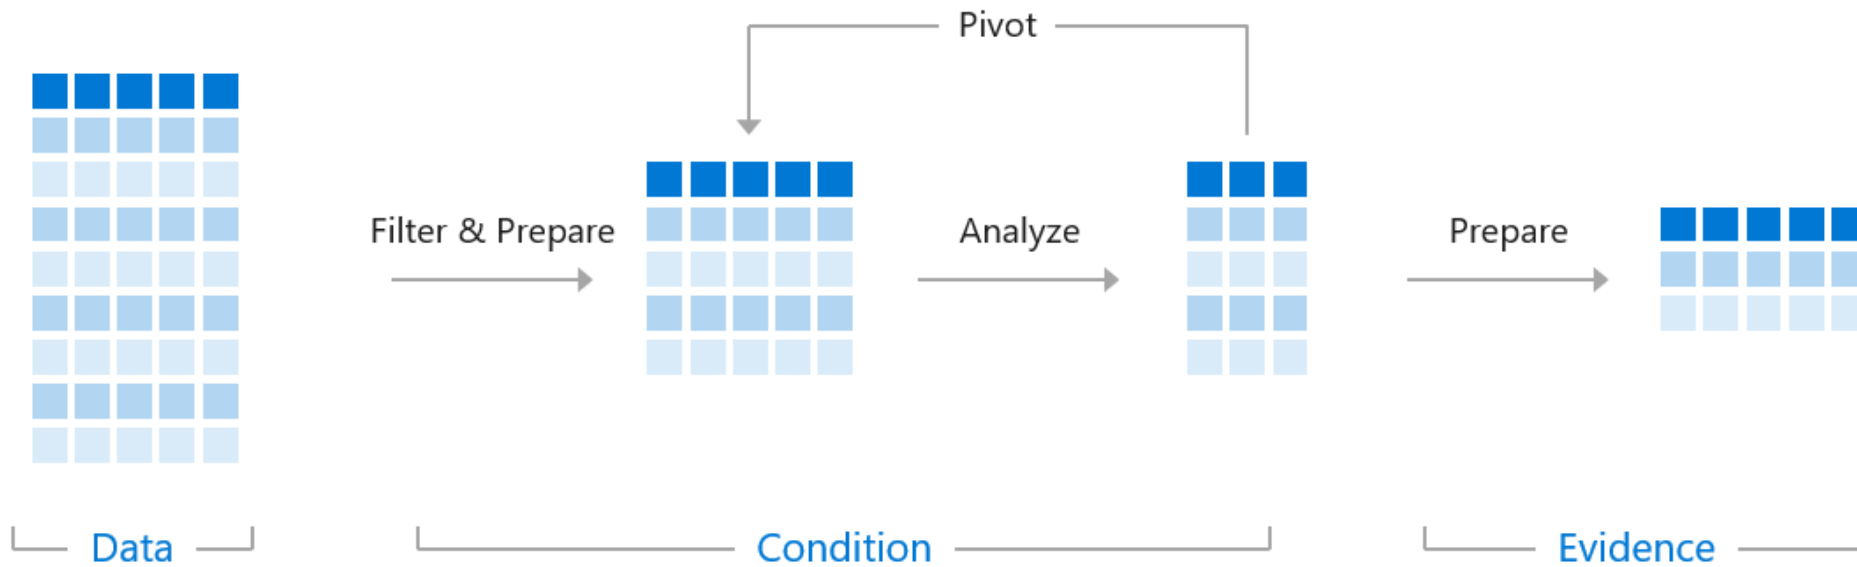 Pivot
Filter & Prepare
Analyze
Prepare
Data
Condition
Evidence